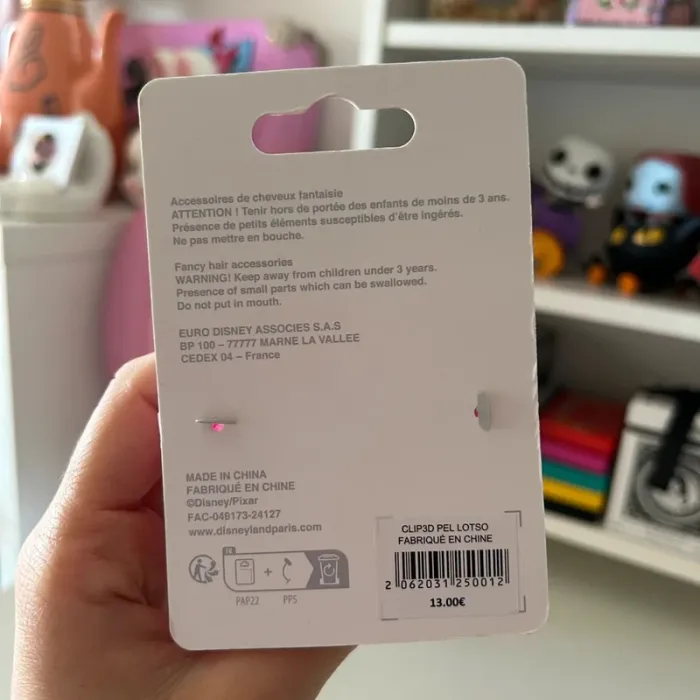 Accessoires de cheveux fantaisie
ATTENTION ! Tenir hors de portée des enfants de moins de 3 ans.
Présence de petits éléments susceptibles d'être ingérés.
Ne pas mettre en bouche.
Fancy hair accessories
WARNING! Keep away from children under 3 years.
Presence of small parts which can be swallowed.
Do not put in mouth.
EURO DISNEY ASSOCIES S.A.S
BP 100 – 77777 MARNE LA VALLEE
CEDEX 04 – France
MADE IN CHINA
FABRIQUÉ EN CHINE
©Disney/Pixar
FAC-048173-24127
www.disneylandparis.com
FR
+
PAP22 PP5
CLIP3D PEL LOTSO
FABRIQUÉ EN CHINE
2 062031 250012
13.00€